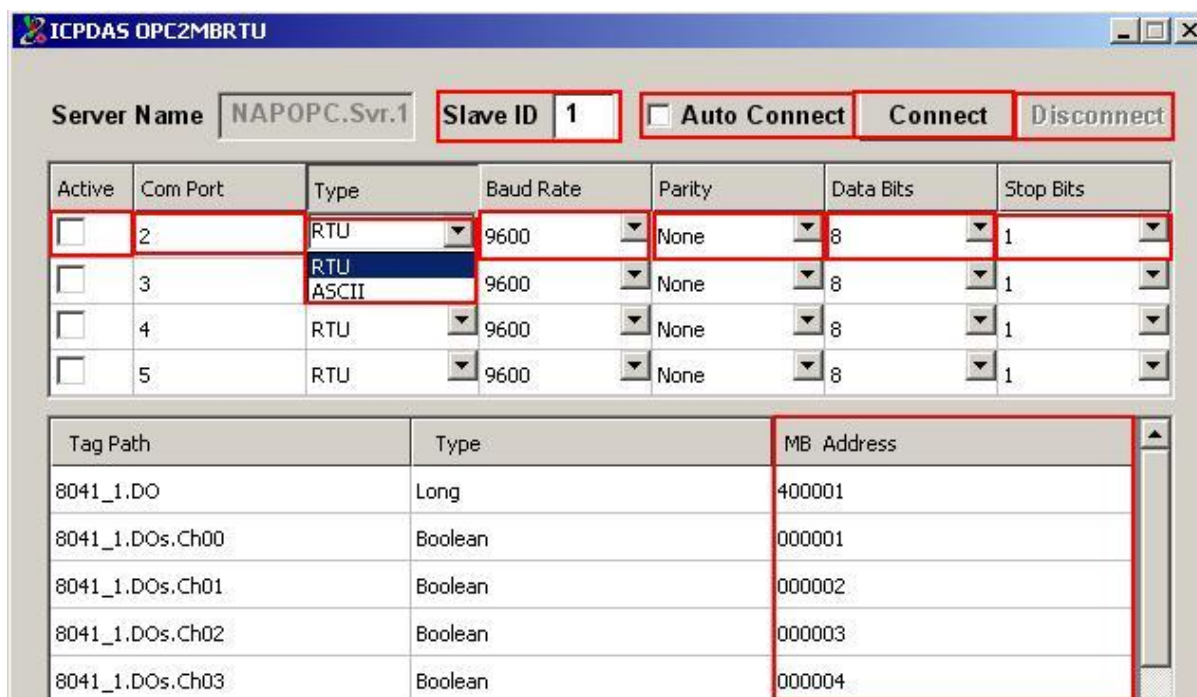 ICPDAS OPC2MBRTU
Server Name NAPOPC.Svr.1 Slave ID 1 Auto Connect Connect Disconnect
Active Com Port Type Baud Rate Parity Data Bits Stop Bits
2 RTU 9600 None 8 1
RTU
3 9600 None 8 1
ASCII
4 RTU 9600 None 8 1
5 RTU 9600 None 8 1
Tag Path Type MB Address
8041_1.DO Long 400001
8041_1.DOs.Ch00 Boolean 000001
8041_1.DOs.Ch01 Boolean 000002
8041_1.DOs.Ch02 Boolean 000003
8041_1.DOs.Ch03 Boolean 000004